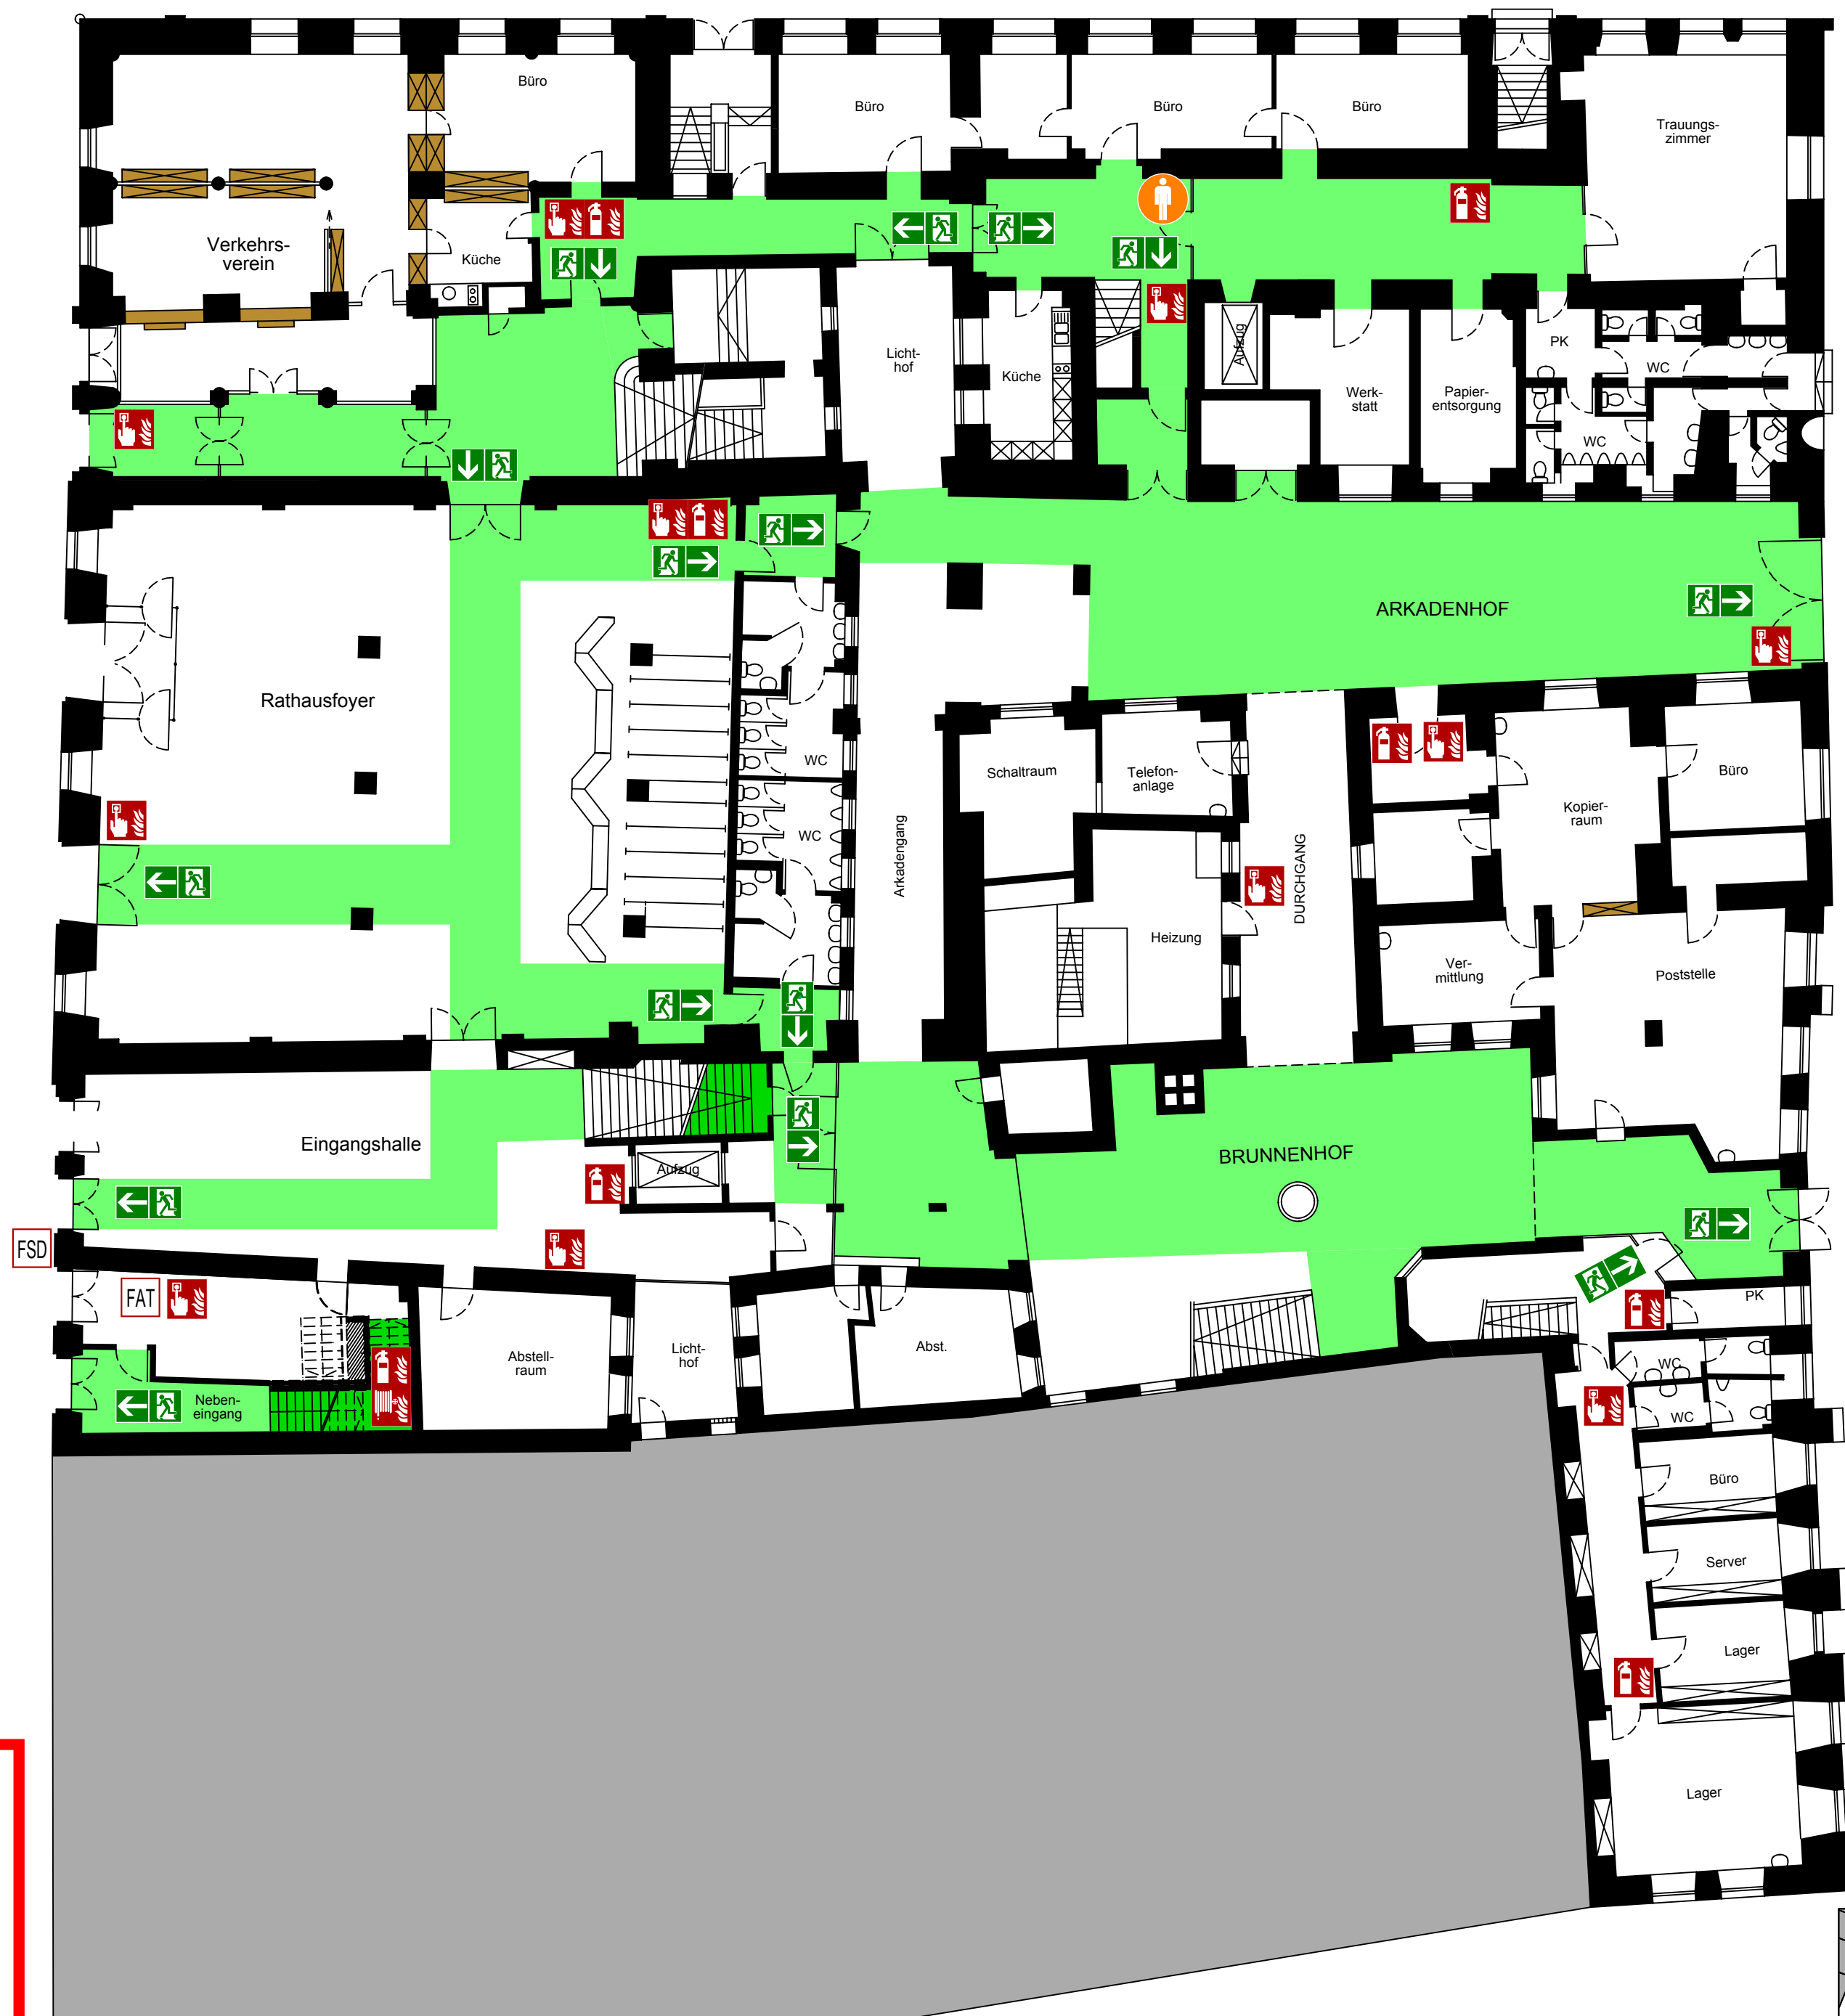 Büro
Büro
Büro
Büro
Trauungs-
zimmer
Verkehrs-
verein
Küche
Licht-
hof
Küche
Aufzug
Werk-
statt
Papier-
entsorgung
PK
WC
WC
ARKADENHOF
Rathausfoyer
WC
WC
Arkadengang
Schaltraum
Telefon-
anlage
DURCHGANG
Kopier-
raum
Büro
Heizung
Ver-
mittlung
Poststelle
Eingangshalle
Aufzug
BRUNNENHOF
FSD
FAT
PK
Neben-
eingang
Abstell-
raum
Licht-
hof
Abst.
WC
WC
Büro
Server
Lager
Lager